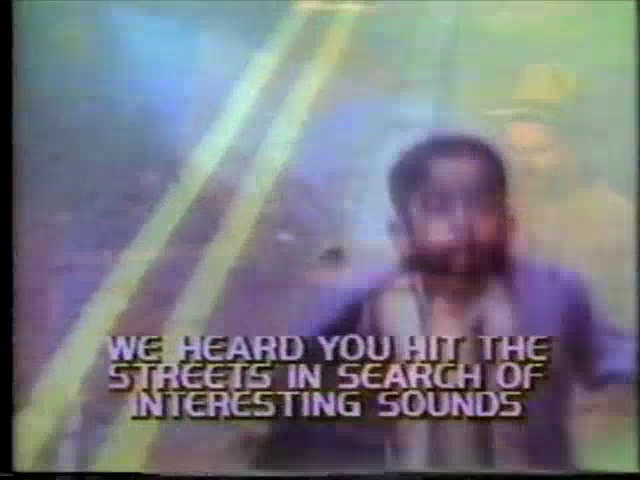 WE HEARD YOU HIT THE
STREETS IN SEARCH OF
INTERESTING SOUNDS